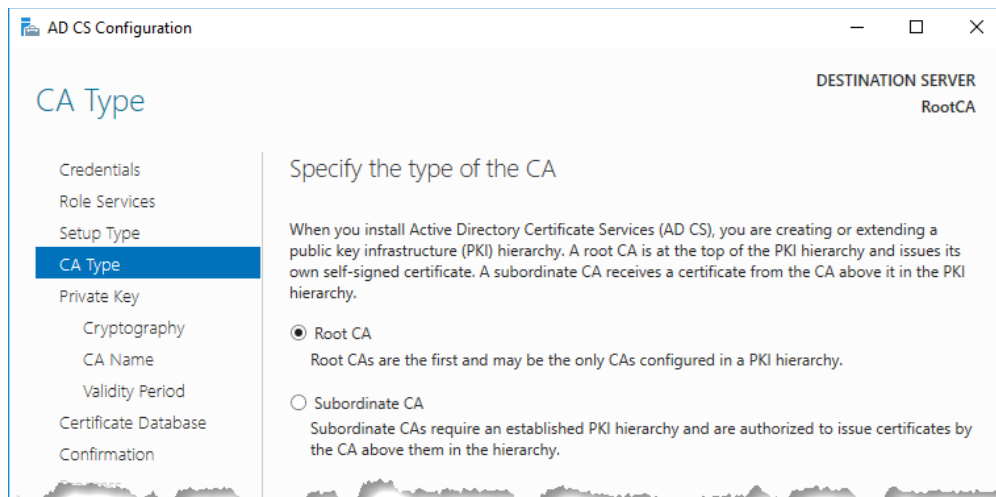 AD CS Configuration
CA Type
DESTINATION SERVER
RootCA
Credentials
Role Services
Setup Type
CA Type
Private Key
Cryptography
CA Name
Validity Period
Certificate Database
Confirmation
Specify the type of the CA
When you install Active Directory Certificate Services (AD CS), you are creating or extending a
public key infrastructure (PKI) hierarchy. A root CA is at the top of the PKI hierarchy and issues its
own self-signed certificate. A subordinate CA receives a certificate from the CA above it in the PKI
hierarchy.
Root CA
Root CAs are the first and may be the only CAs configured in a PKI hierarchy.
Subordinate CA
Subordinate CAs require an established PKI hierarchy and are authorized to issue certificates by
the CA above them in the hierarchy.